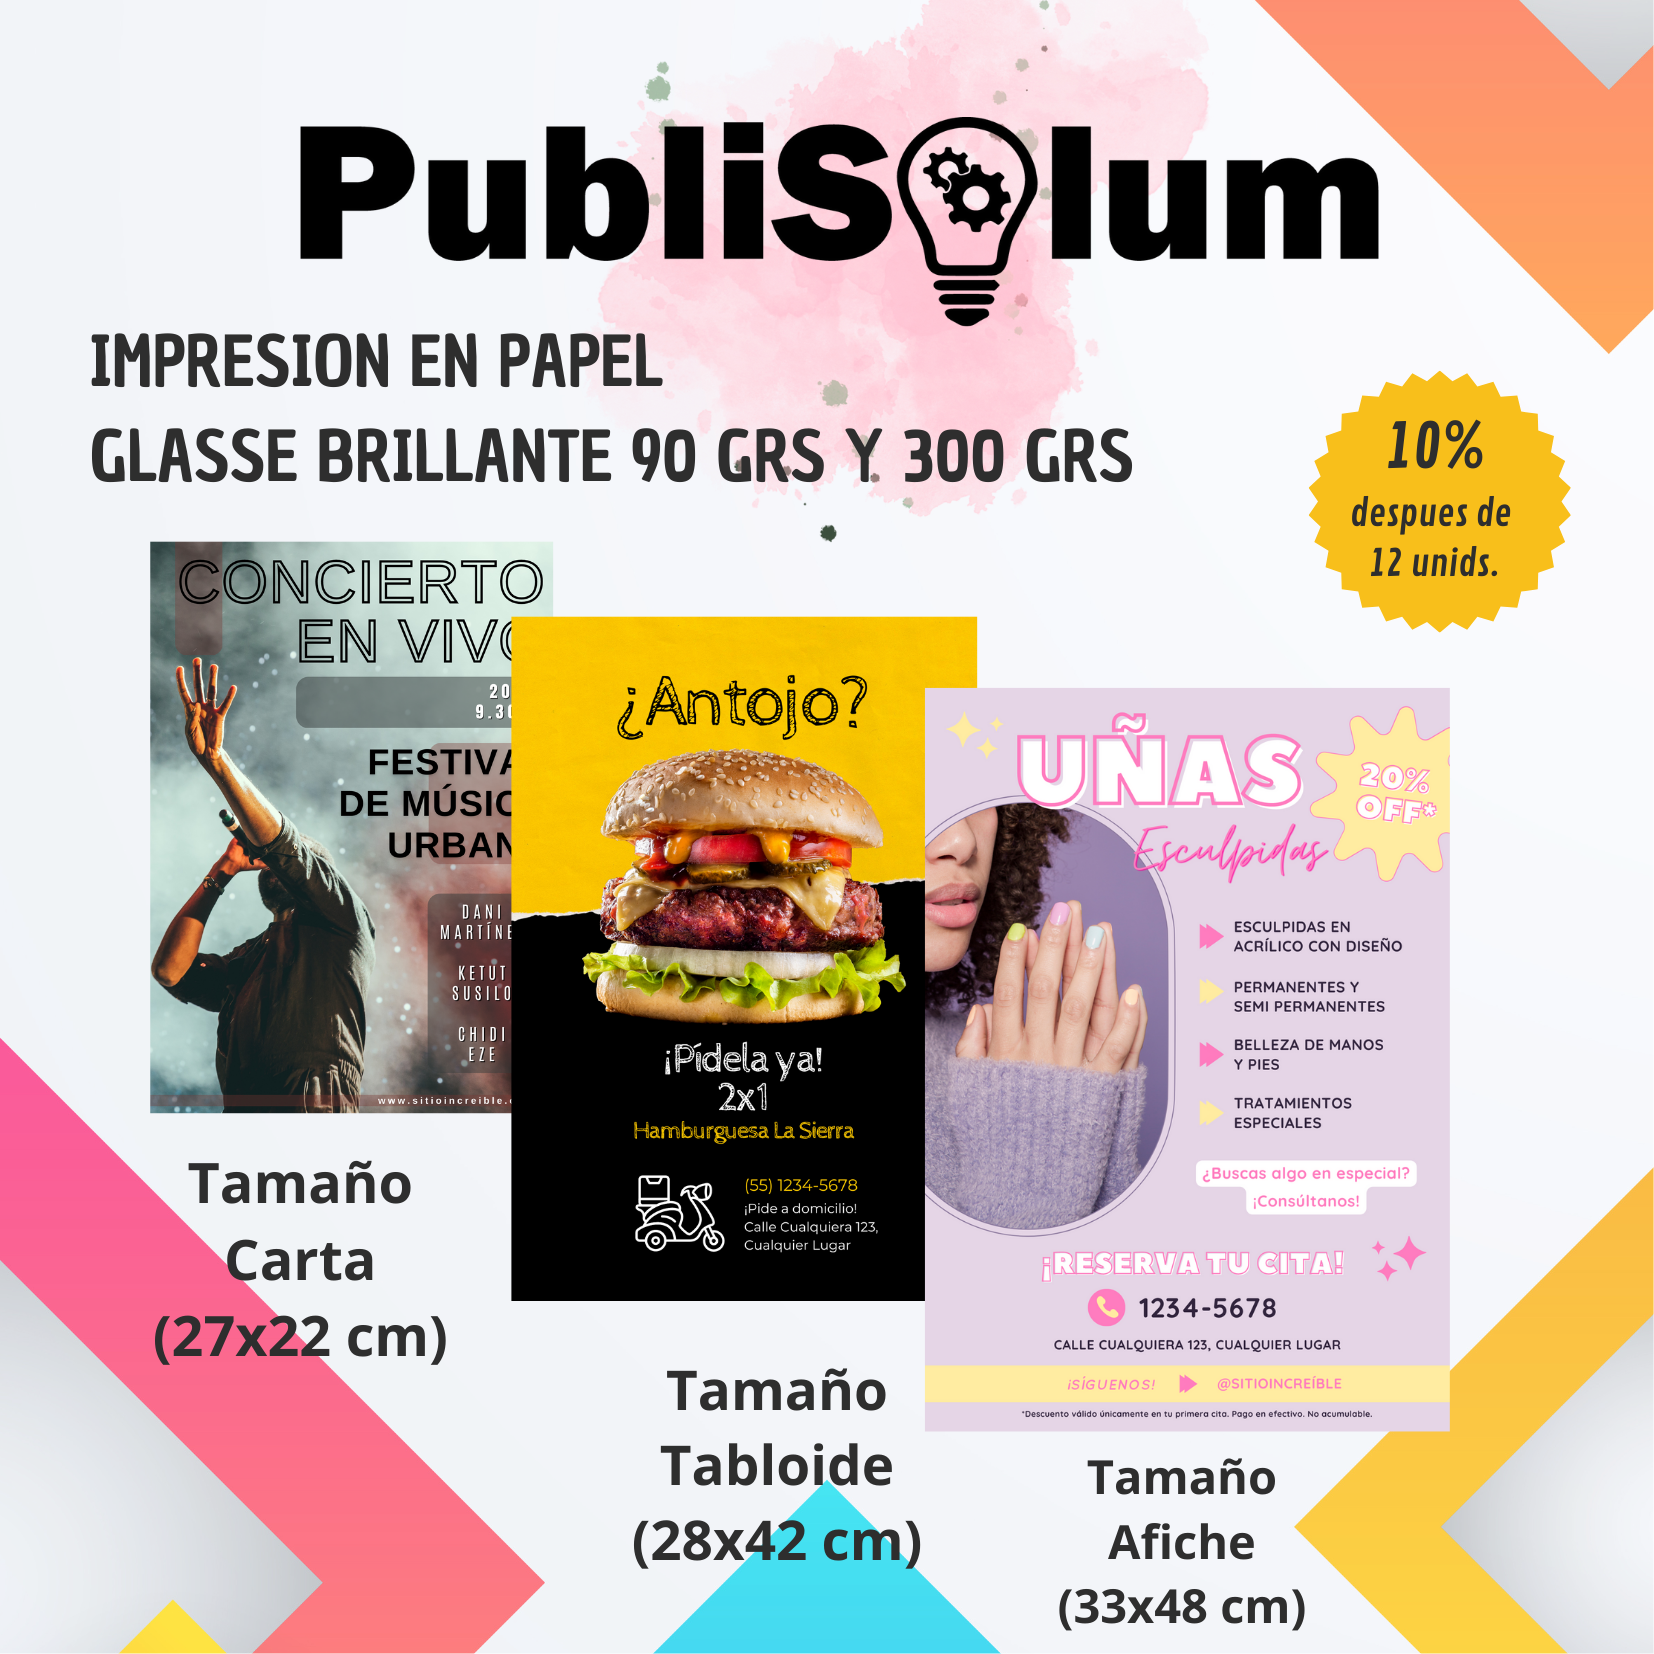 PubliSolum
IMPRESION EN PAPEL
GLASSE BRILLANTE 90 GRS Y 300 GRS
10%
despues de
12 unids.
CONCIERTO
EN VIVO
20
9.30
FESTIVA
DE MÚSIC
URBAN
DANI
MARTÍNE
KETUT
SUSILO
CHIDI
EZE
www.sitioincreible.c
¿Antojo?
¡Pídela ya!
2x1
Hamburguesa La Sierra
(55) 1234-5678
¡Pide a domicilio!
Calle Cualquiera 123,
Cualquier Lugar
UÑAS
Esculpidas
20%
OFF*
ESCULPIDAS EN
ACRÍLICO CON DISEÑO
PERMANENTES Y
SEMI PERMANENTES
BELLEZA DE MANOS
Y PIES
TRATAMIENTOS
ESPECIALES
¿Buscas algo en especial?
¡Consúltanos!
¡RESERVA TU CITA!
1234-5678
CALLE CUALQUIERA 123, CUALQUIER LUGAR
¡SÍGUENOS!
@SITIOINCREÍBLE
*Descuento válido únicamente en tu primera cita. Pago en efectivo. No acumulable.
Tamaño
Carta
(27x22 cm)
Tamaño
Tabloide
(28x42 cm)
Tamaño
Afiche
(33x48 cm)